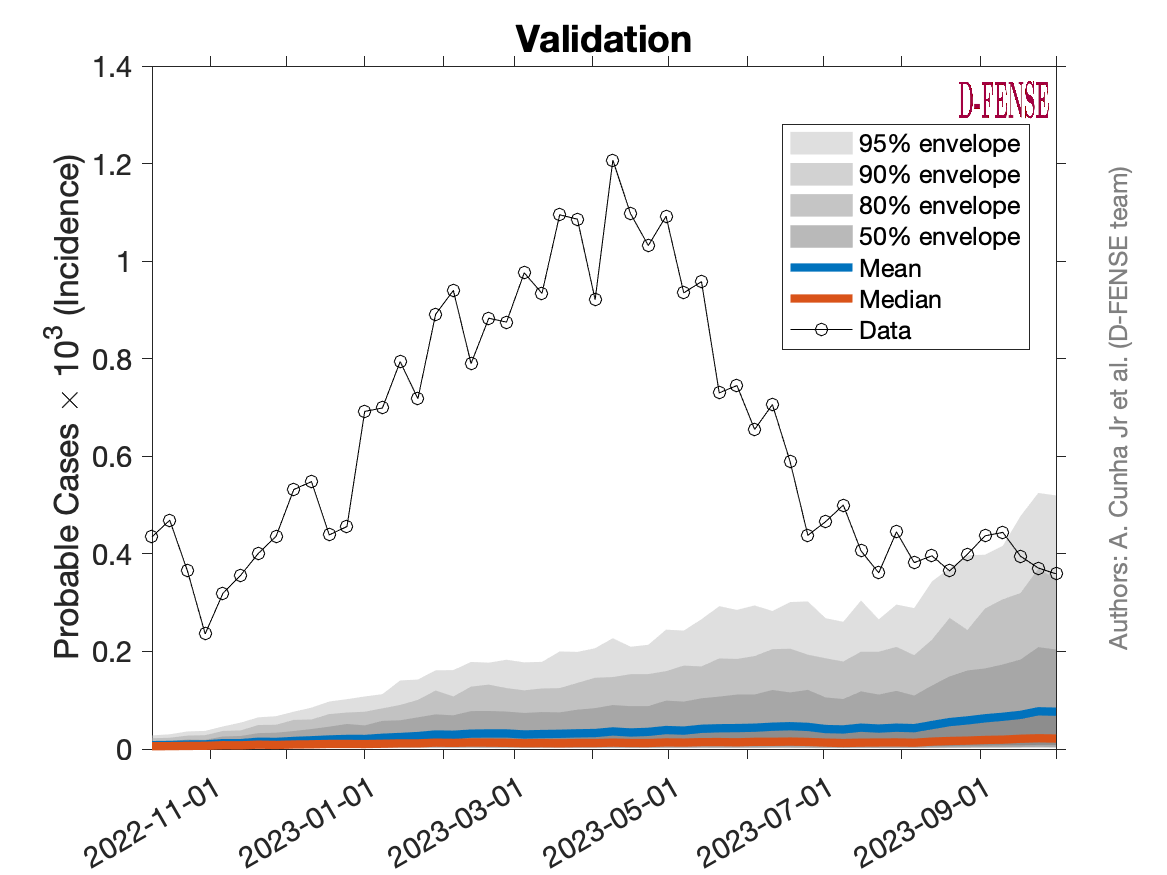 Validation
D-FENSE
95% envelope
90% envelope
80% envelope
50% envelope
Mean
Median
Data
Probable Cases × 10³ (Incidence)
1.4
1.2
1
0.8
0.6
0.4
0.2
0
2022-11-01
2023-01-01
2023-03-01
2023-05-01
2023-07-01
2023-09-01
Authors: A. Cunha Jr et al. (D-FENSE team)